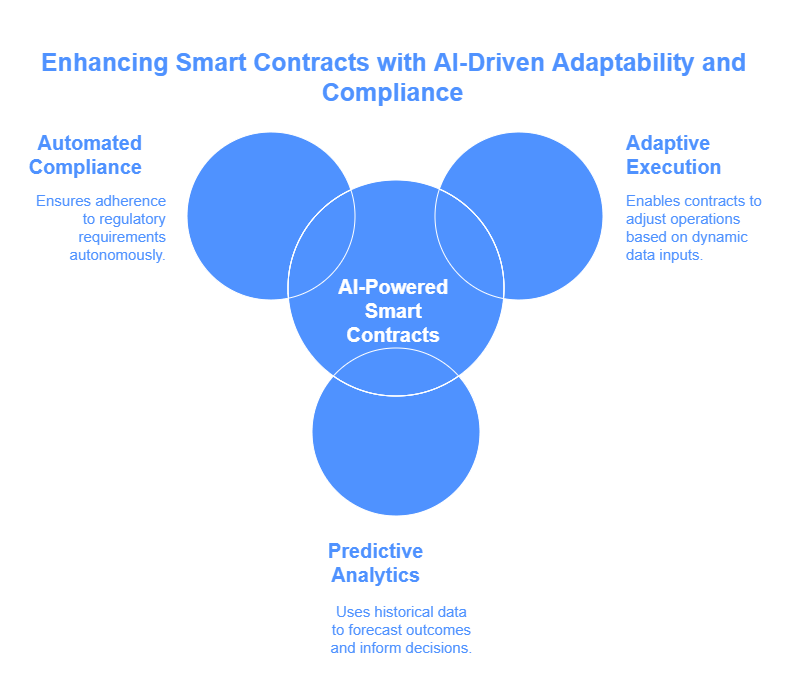 Enhancing Smart Contracts with AI-Driven Adaptability and
Compliance
Automated
Compliance
Ensures adherence
to regulatory
requirements
autonomously.
Adaptive
Execution
Enables contracts to
adjust operations
based on dynamic
data inputs.
AI-Powered
Smart
Contracts
Predictive
Analytics
Uses historical data
to forecast outcomes
and inform decisions.